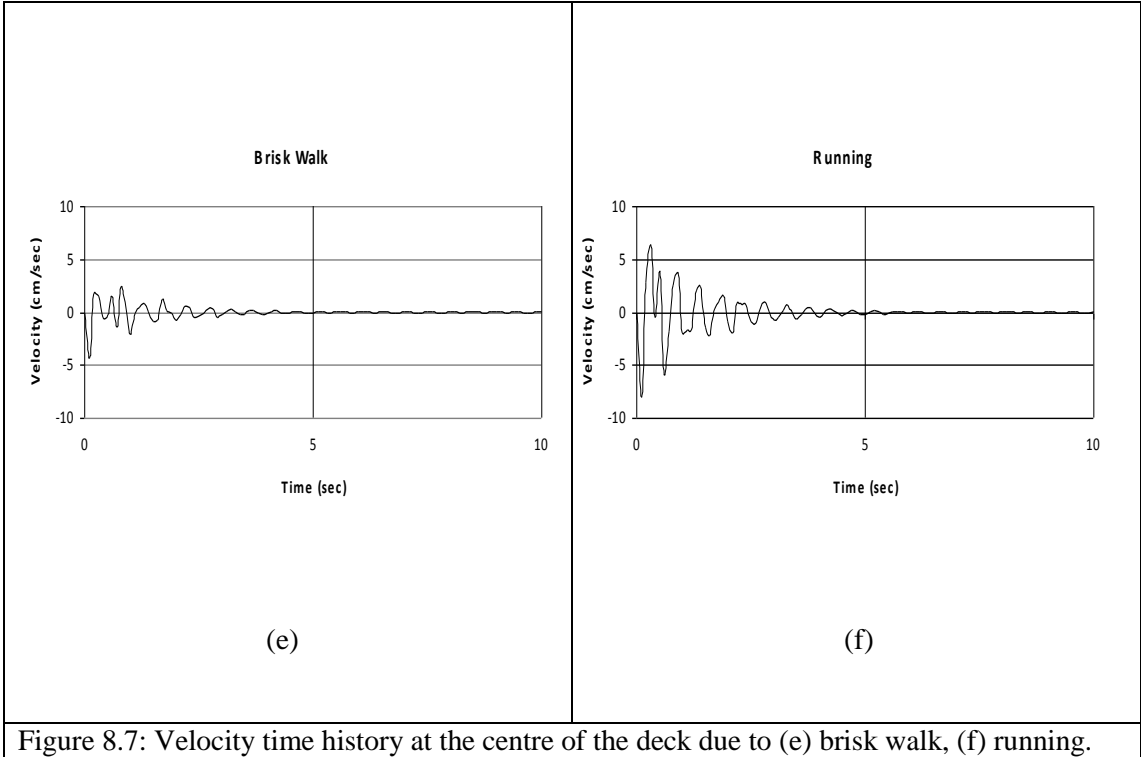 Brisk Walk
10
5
0
-5
-10
Velocity (cm/sec)
0 5 10
Time (sec)
(e)
Running
10
5
0
-5
-10
Velocity (cm/sec)
0 5 10
Time (sec)
(f)
Figure 8.7: Velocity time history at the centre of the deck due to (e) brisk walk, (f) running.